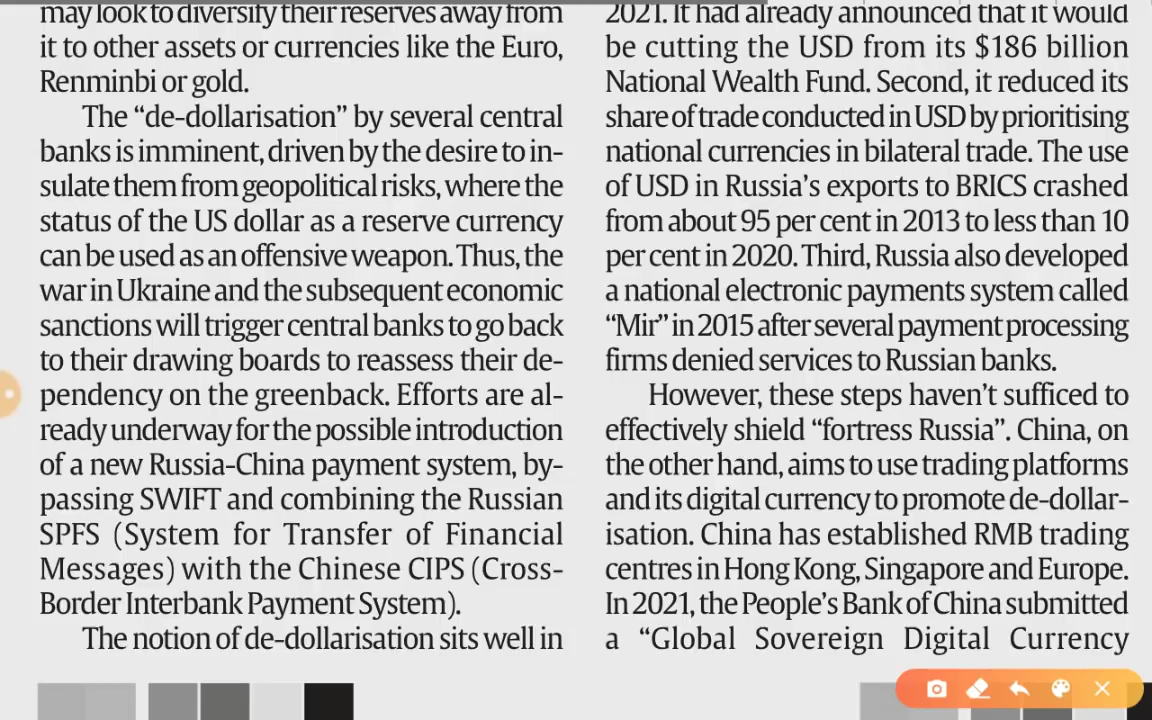 may look to diversify their reserves away from
it to other assets or currencies like the Euro,
Renminbi or gold.
The “de-dollarisation” by several central
banks is imminent, driven by the desire to in-
sulate them from geopolitical risks, where the
status of the US dollar as a reserve currency
can be used as an offensive weapon. Thus, the
war in Ukraine and the subsequent economic
sanctions will trigger central banks to go back
to their drawing boards to reassess their de-
pendency on the greenback. Efforts are al-
ready underway for the possible introduction
of a new Russia-China payment system, by-
passing SWIFT and combining the Russian
SPFS (System for Transfer of Financial
Messages) with the Chinese CIPS (Cross-
Border Interbank Payment System).
The notion of de-dollarisation sits well in
2021. It had already announced that it would
be cutting the USD from its $186 billion
National Wealth Fund. Second, it reduced its
share of trade conducted in USD by prioritising
national currencies in bilateral trade. The use
of USD in Russia’s exports to BRICS crashed
from about 95 per cent in 2013 to less than 10
per cent in 2020. Third, Russia also developed
a national electronic payments system called
“Mir” in 2015 after several payment processing
firms denied services to Russian banks.
However, these steps haven’t sufficed to
effectively shield “fortress Russia”. China, on
the other hand, aims to use trading platforms
and its digital currency to promote de-dollar-
isation. China has established RMB trading
centres in Hong Kong, Singapore and Europe.
In 2021, the People’s Bank of China submitted
a “Global Sovereign Digital Currency